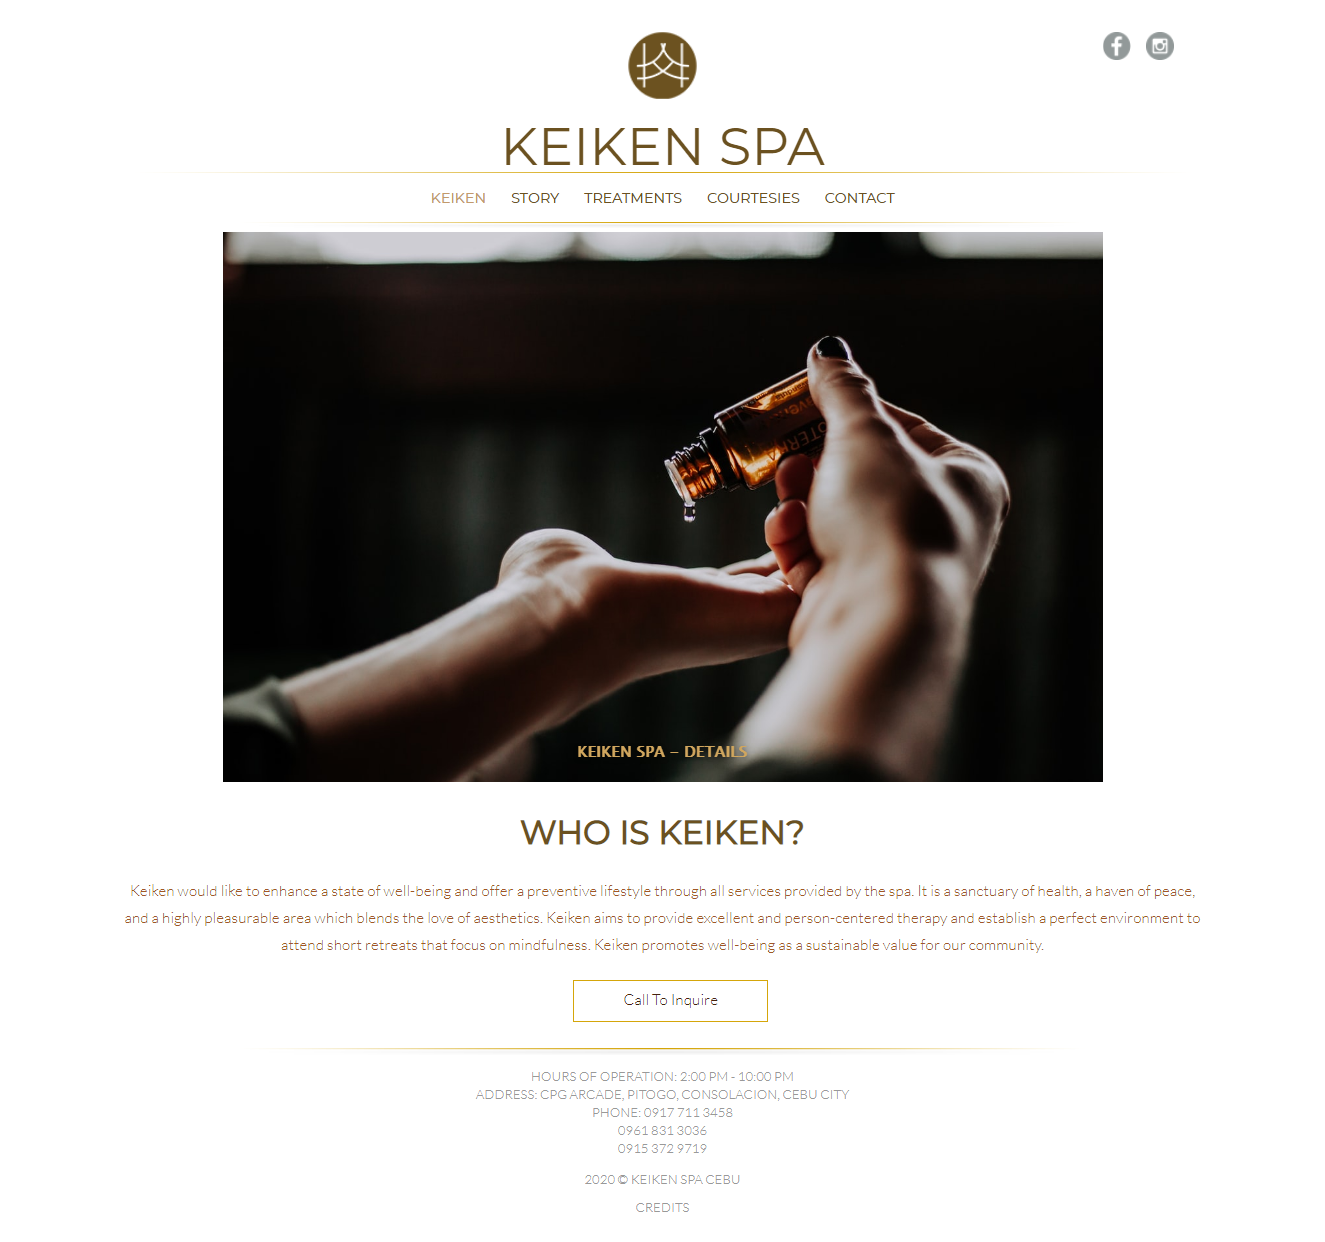 KEIKEN SPA
KEIKEN STORY TREATMENTS COURTESIES CONTACT
KEIKEN SPA – DETAILS
WHO IS KEIKEN?
Keiken would like to enhance a state of well-being and offer a preventive lifestyle through all services provided by the spa. It is a sanctuary of health, a haven of peace,
and a highly pleasurable area which blends the love of aesthetics. Keiken aims to provide excellent and person-centered therapy and establish a perfect environment to
attend short retreats that focus on mindfulness. Keiken promotes well-being as a sustainable value for our community.
Call To Inquire
HOURS OF OPERATION: 2:00 PM - 10:00 PM
ADDRESS: CPG ARCADE, PITOGO, CONSOLACION, CEBU CITY
PHONE: 0917 711 3458
0961 831 3036
0915 372 9719
2020 © KEIKEN SPA CEBU
CREDITS